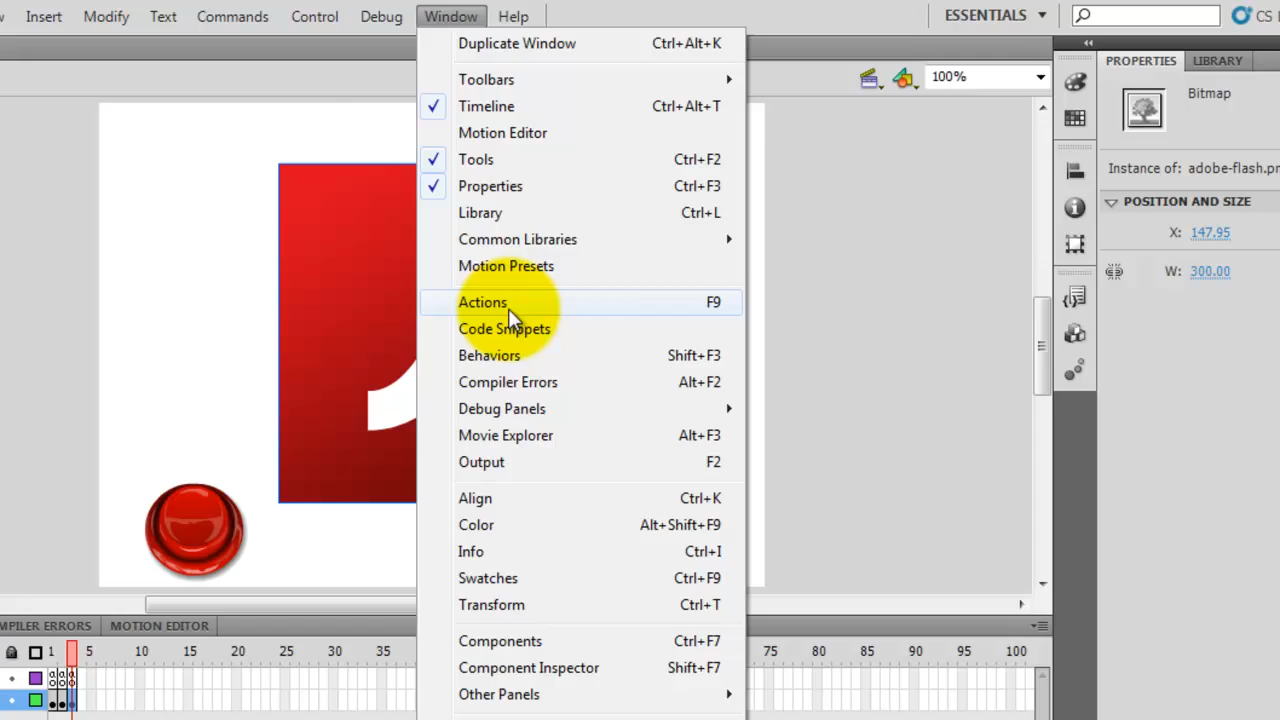 Insert Modify Text Commands Control Debug Window Help ESSENTIALS CS
Duplicate Window Ctrl+Alt+K
Toolbars
Timeline Ctrl+Alt+T
Motion Editor
Tools Ctrl+F2
Properties Ctrl+F3
Library Ctrl+L
Common Libraries
Motion Presets
Actions F9
Code Snippets
Behaviors Shift+F3
Compiler Errors Alt+F2
Debug Panels
Movie Explorer Alt+F3
Output F2
Align Ctrl+K
Color Alt+Shift+F9
Info Ctrl+I
Swatches Ctrl+F9
Transform Ctrl+T
Components Ctrl+F7
Component Inspector Shift+F7
Other Panels
100%
PROPERTIES LIBRARY
Bitmap
Instance of: adobe-flash.pn
POSITION AND SIZE
X: 147.95
W: 300.00
MPILER ERRORS MOTION EDITOR
1 5 10 15 20 25 30 35 75 80 85 90 95 100